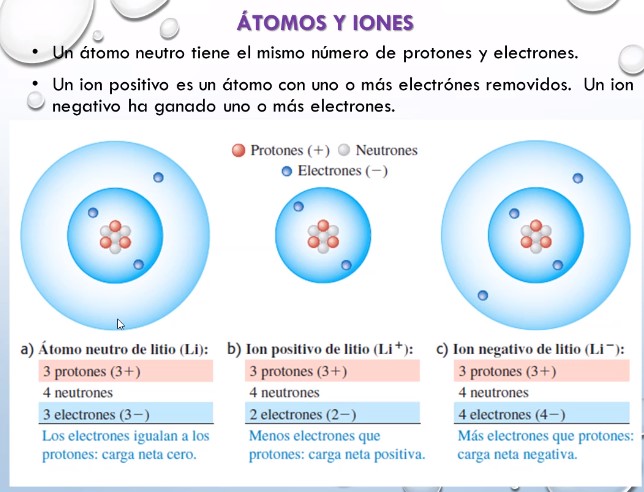 ÁTOMOS Y IONES
• Un átomo neutro tiene el mismo número de protones y electrones.
• Un ion positivo es un átomo con uno o más electrónes removidos. Un ion
negativo ha ganado uno o más electrones.
Protones (+) Neutrones
Electrones (−)
a) Átomo neutro de litio (Li):
3 protones (3+)
4 neutrones
3 electrones (3−)
Los electrones igualan a los
protones: carga neta cero.
b) Ion positivo de litio (Li⁺):
3 protones (3+)
4 neutrones
2 electrones (2−)
Menos electrones que
protones: carga neta positiva.
c) Ion negativo de litio (Li⁻):
3 protones (3+)
4 neutrones
4 electrones (4−)
Más electrones que protones:
carga neta negativa.